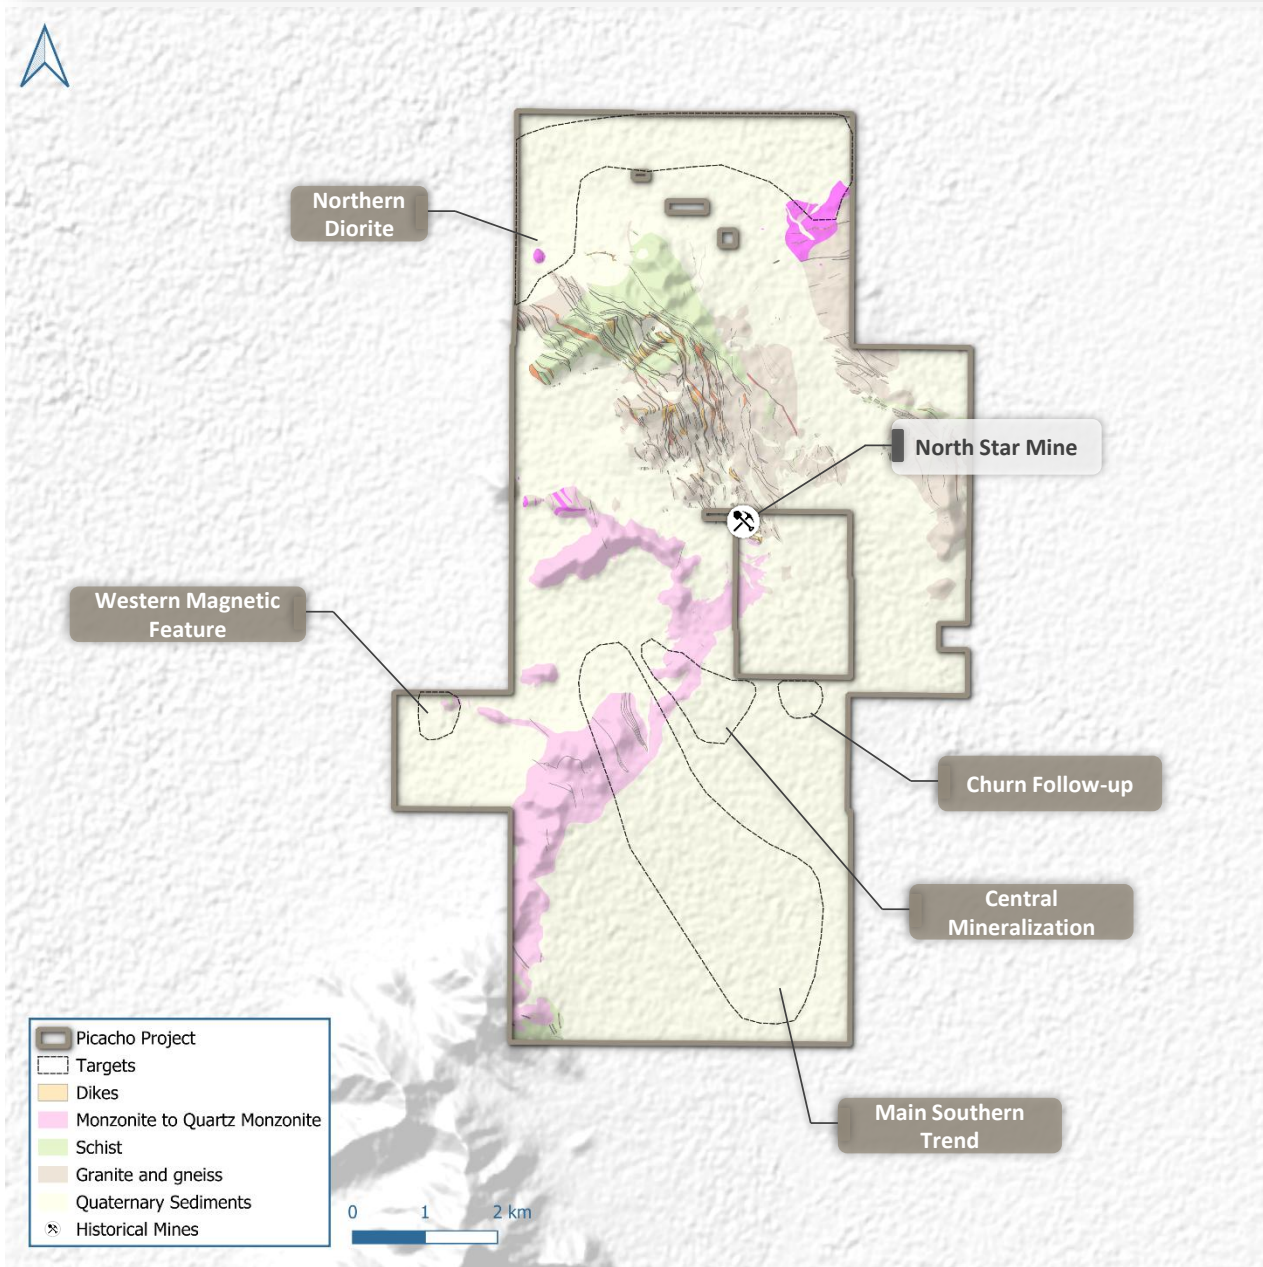 Northern
Diorite
North Star Mine
Western Magnetic
Feature
Churn Follow-up
Central
Mineralization
Main Southern
Trend
Picacho Project
Targets
Dikes
Monzonite to Quartz Monzonite
Schist
Granite and gneiss
Quaternary Sediments
Historical Mines
0 1 2 km